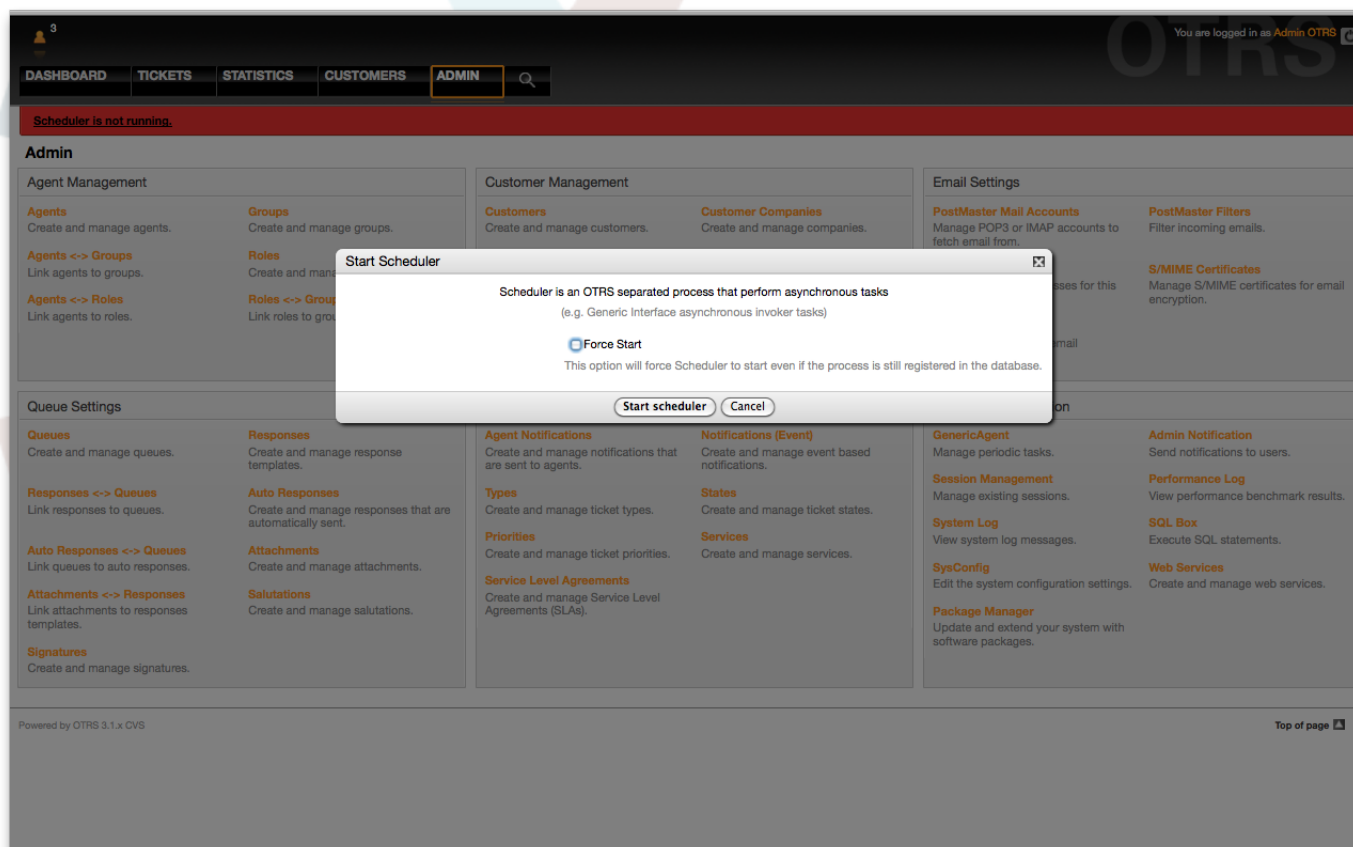 3
You are logged in as Admin OTRS
OTRS
DASHBOARD TICKETS STATISTICS CUSTOMERS ADMIN
Scheduler is not running.
Admin
Agent Management
Agents
Create and manage agents.
Groups
Create and manage groups.
Agents <-> Groups
Link agents to groups.
Roles
Create and mana
Agents <-> Roles
Link agents to roles.
Roles <-> Group
Link roles to grou
Customer Management
Customers
Create and manage customers.
Customer Companies
Create and manage companies.
Email Settings
PostMaster Mail Accounts
Manage POP3 or IMAP accounts to
fetch email from.
PostMaster Filters
Filter incoming emails.
sses for this
S/MIME Certificates
Manage S/MIME certificates for email
encryption.
email
Start Scheduler
Scheduler is an OTRS separated process that perform asynchronous tasks
(e.g. Generic Interface asynchronous invoker tasks)
Force Start
This option will force Scheduler to start even if the process is still registered in the database.
Start scheduler Cancel
Queue Settings
Queues
Create and manage queues.
Responses
Create and manage response
templates.
Responses <-> Queues
Link responses to queues.
Auto Responses
Create and manage responses that are
automatically sent.
Auto Responses <-> Queues
Link queues to auto responses.
Attachments
Create and manage attachments.
Attachments <-> Responses
Link attachments to responses
templates.
Salutations
Create and manage salutations.
Signatures
Create and manage signatures.
Agent Notifications
Create and manage notifications that
are sent to agents.
Notifications (Event)
Create and manage event based
notifications.
Types
Create and manage ticket types.
States
Create and manage ticket states.
Priorities
Create and manage ticket priorities.
Services
Create and manage services.
Service Level Agreements
Create and manage Service Level
Agreements (SLAs).
on
GenericAgent
Manage periodic tasks.
Admin Notification
Send notifications to users.
Session Management
Manage existing sessions.
Performance Log
View performance benchmark results.
System Log
View system log messages.
SQL Box
Execute SQL statements.
SysConfig
Edit the system configuration settings.
Web Services
Create and manage web services.
Package Manager
Update and extend your system with
software packages.
Powered by OTRS 3.1.x CVS
Top of page